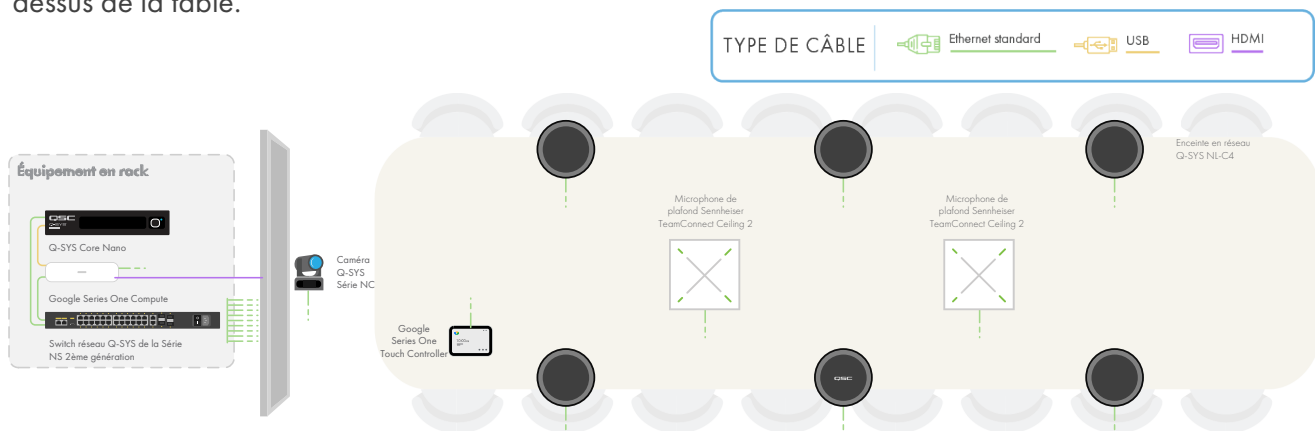 dessus de la table.
TYPE DE CÂBLE
Ethernet standard
USB
HDMI
Équipement en rack
QSC
Q-SYS
Q-SYS Core Nano
Google Series One Compute
Switch réseau Q-SYS de la Série
NS 2ème génération
Caméra
Q-SYS
Série NC
Google
Series One
Touch Controller
Microphone de
plafond Sennheiser
TeamConnect Ceiling 2
Microphone de
plafond Sennheiser
TeamConnect Ceiling 2
Enceinte en réseau
Q-SYS NL-C4
QSC